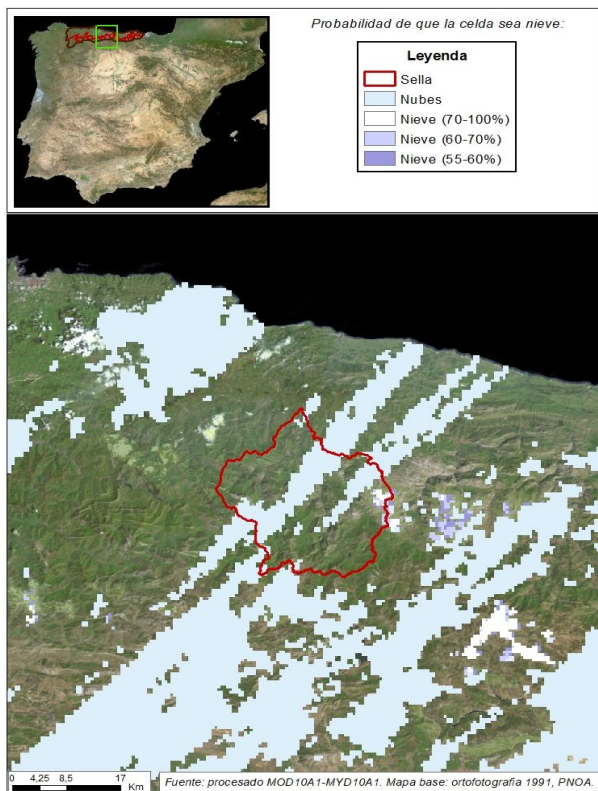 Probabilidad de que la celda sea nieve:
Leyenda
Sella
Nubes
Nieve (70-100%)
Nieve (60-70%)
Nieve (55-60%)
0 4,25 8,5 17
Km
Fuente: procesado MOD10A1-MYD10A1. Mapa base: ortofotografía 1991, PNOA.